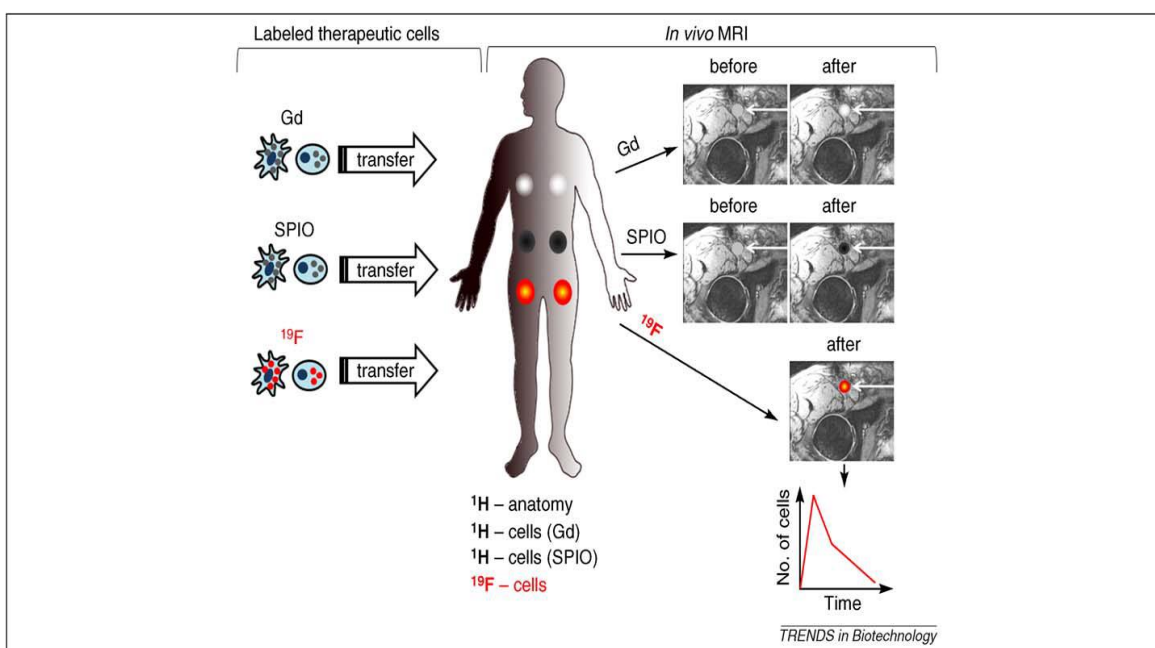 Labeled therapeutic cells
In vivo MRI
before after
Gd
transfer
Gd
before after
SPIO
transfer
SPIO
¹⁹F
transfer
¹⁹F
after
¹H – anatomy
¹H – cells (Gd)
¹H – cells (SPIO)
¹⁹F – cells
No. of cells
Time
TRENDS in Biotechnology